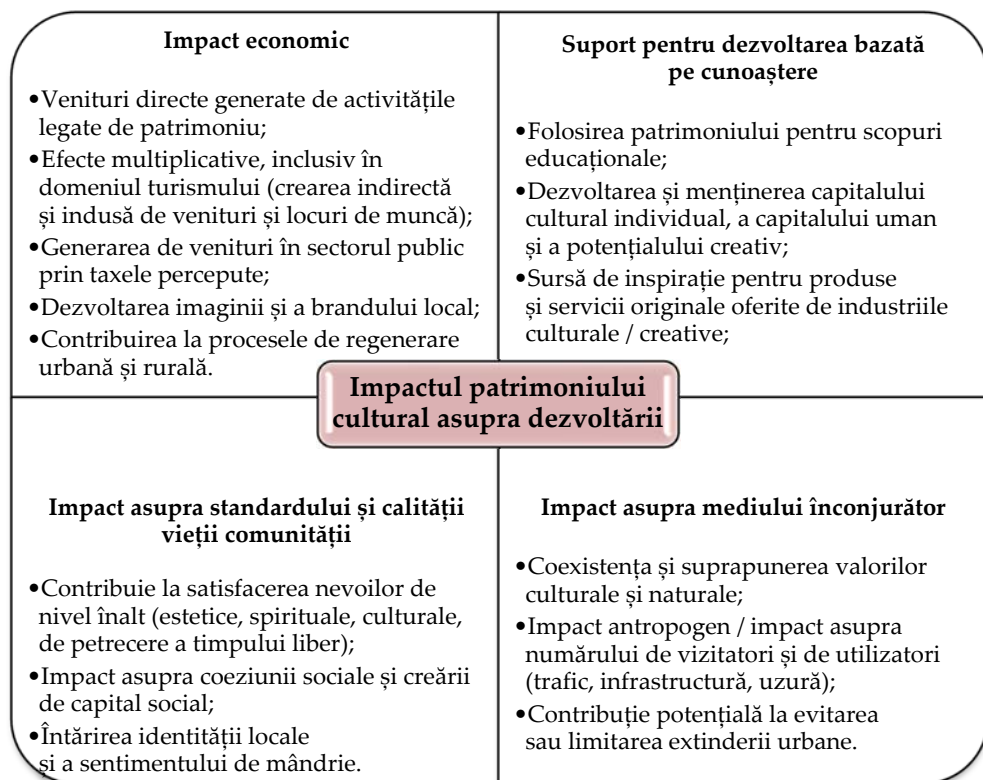 Impact economic
•Venituri directe generate de activitățile
legate de patrimoniu;
•Efecte multiplicative, inclusiv în
domeniul turismului (crearea indirectă
și indusă de venituri și locuri de muncă);
•Generarea de venituri în sectorul public
prin taxele percepute;
•Dezvoltarea imaginii și a brandului local;
•Contribuirea la procesele de regenerare
urbană și rurală.
Suport pentru dezvoltarea bazată
pe cunoaștere
•Folosirea patrimoniului pentru scopuri
educaționale;
•Dezvoltarea și menținerea capitalului
cultural individual, a capitalului uman
și a potențialului creativ;
•Sursă de inspirație pentru produse
și servicii originale oferite de industriile
culturale / creative;
Impactul patrimoniului
cultural asupra dezvoltării
Impact asupra standardului și calității
vieții comunității
•Contribuie la satisfacerea nevoilor de
nivel înalt (estetice, spirituale, culturale,
de petrecere a timpului liber);
•Impact asupra coeziunii sociale și creării
de capital social;
•Întărirea identității locale
și a sentimentului de mândrie.
Impact asupra mediului înconjurător
•Coexistența și suprapunerea valorilor
culturale și naturale;
•Impact antropogen / impact asupra
numărului de vizitatori și de utilizatori
(trafic, infrastructură, uzură);
•Contribuție potențială la evitarea
sau limitarea extinderii urbane.